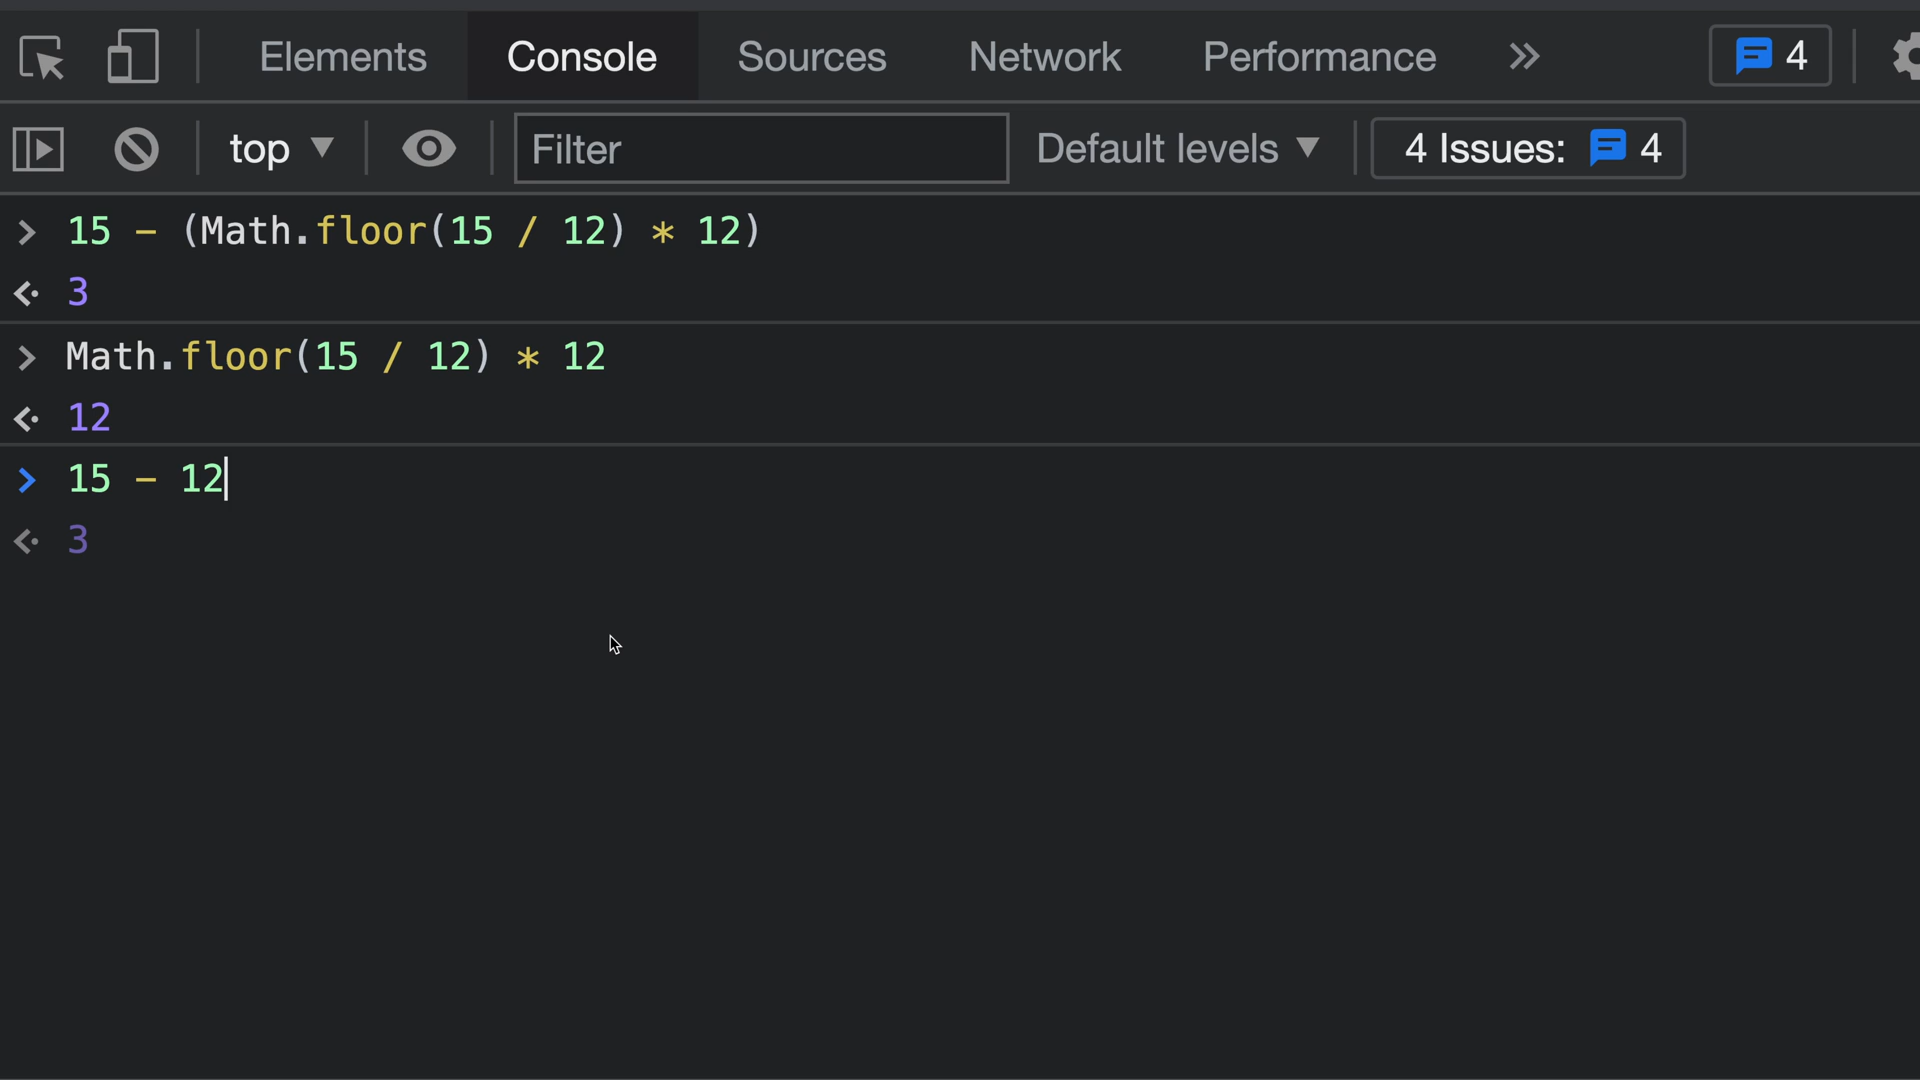 Elements Console Sources Network Performance » 4
top ▼ Filter Default levels ▼ 4 Issues: 4
> 15 - (Math.floor(15 / 12) * 12)
3
> Math.floor(15 / 12) * 12
12
> 15 - 12
3